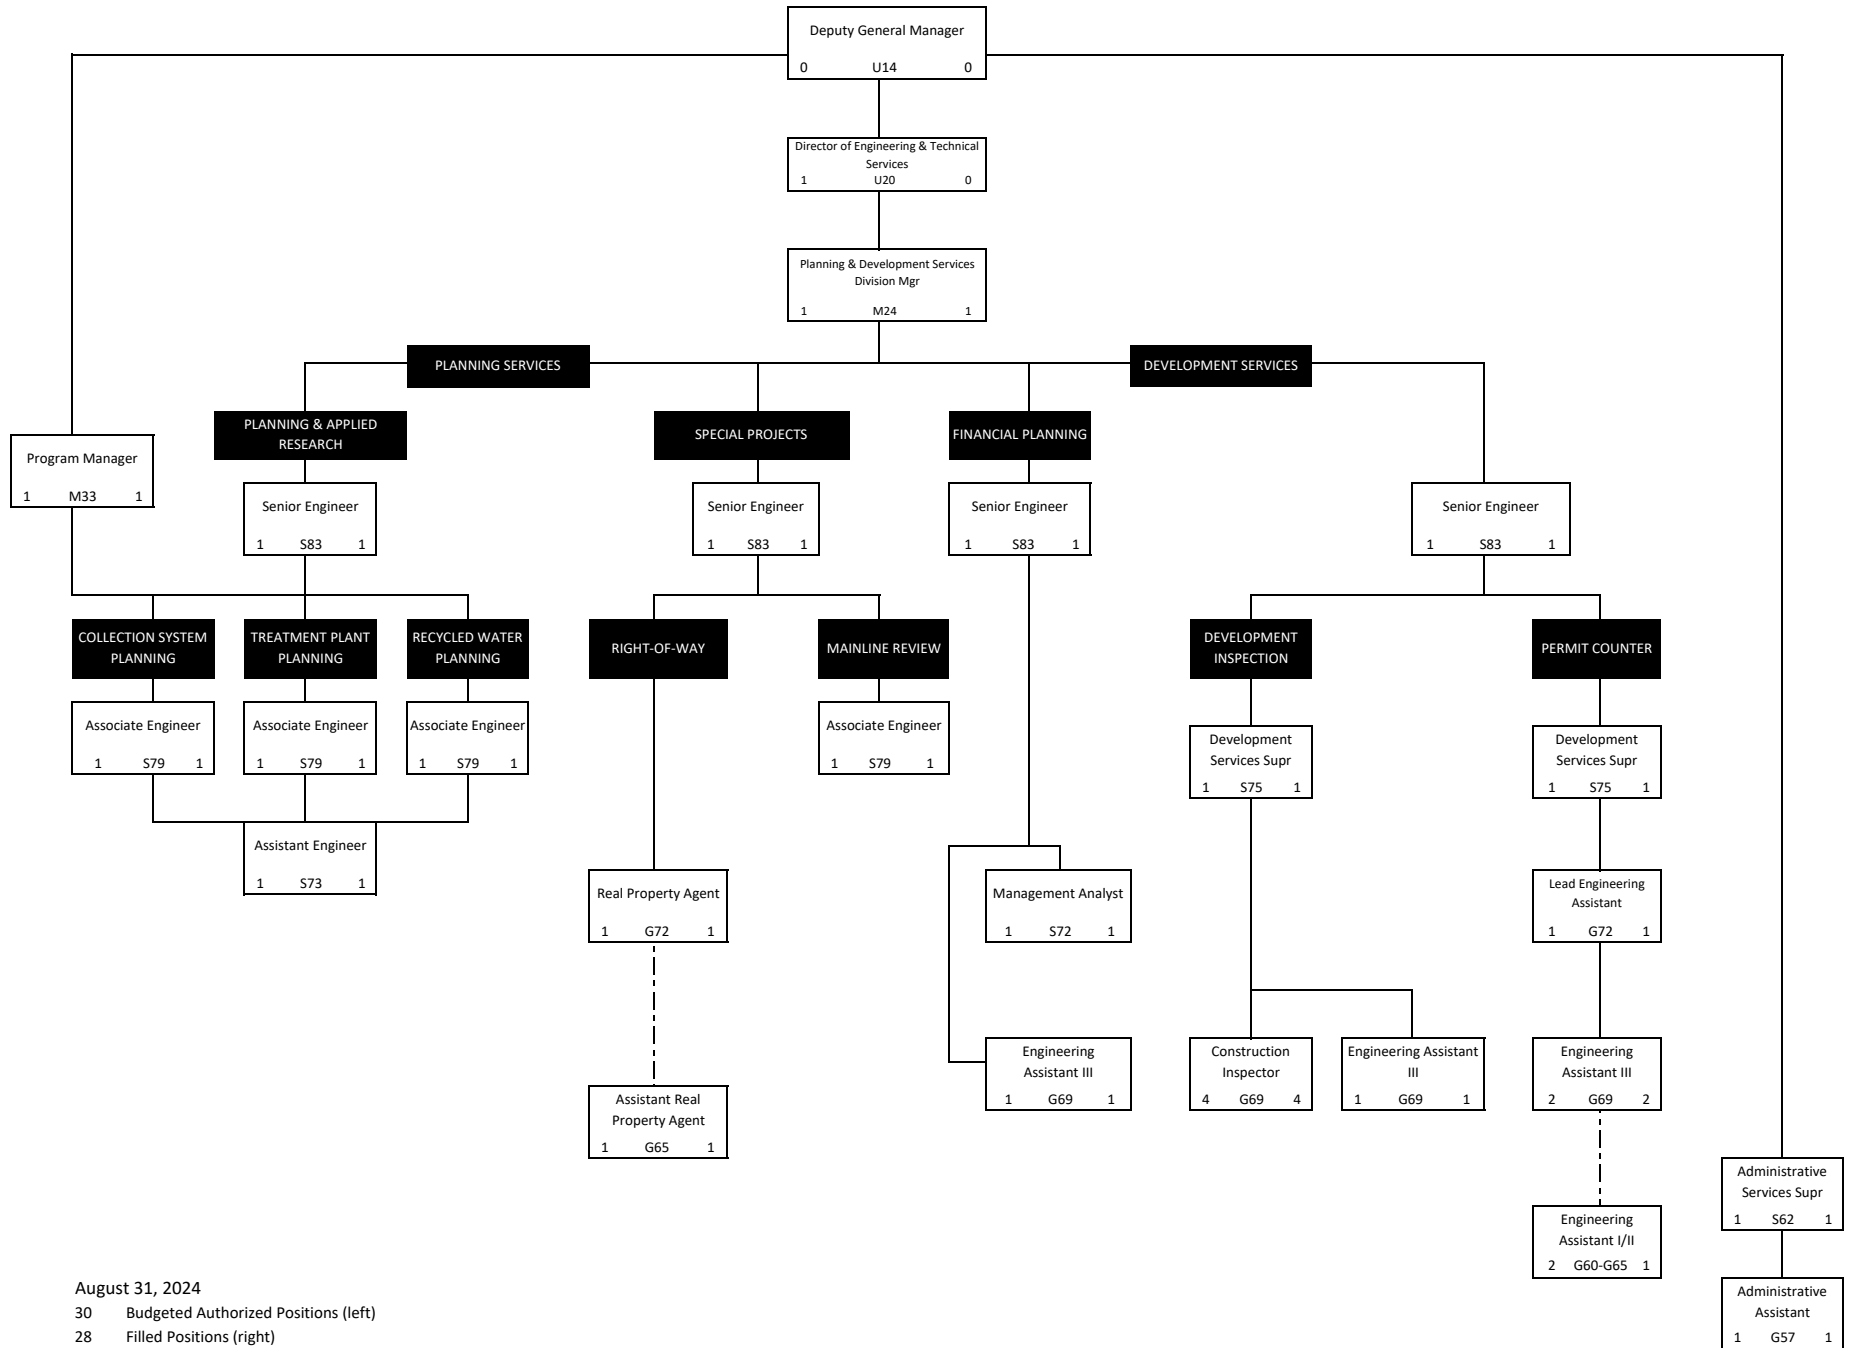 Deputy General Manager
0 U14 0
Director of Engineering & Technical
Services
1 U20 0
Planning & Development Services
Division Mgr
1 M24 1
PLANNING SERVICES
DEVELOPMENT SERVICES
PLANNING & APPLIED
RESEARCH
SPECIAL PROJECTS
FINANCIAL PLANNING
Program Manager
1 M33 1
Senior Engineer
1 S83 1
Senior Engineer
1 S83 1
Senior Engineer
1 S83 1
Senior Engineer
1 S83 1
COLLECTION SYSTEM
PLANNING
TREATMENT PLANT
PLANNING
RECYCLED WATER
PLANNING
RIGHT-OF-WAY
MAINLINE REVIEW
DEVELOPMENT
INSPECTION
PERMIT COUNTER
Associate Engineer
1 S79 1
Associate Engineer
1 S79 1
Associate Engineer
1 S79 1
Associate Engineer
1 S79 1
Development
Services Supr
1 S75 1
Development
Services Supr
1 S75 1
Assistant Engineer
1 S73 1
Real Property Agent
1 G72 1
Management Analyst
1 S72 1
Lead Engineering
Assistant
1 G72 1
Engineering
Assistant III
1 G69 1
Construction
Inspector
4 G69 4
Engineering Assistant
III
1 G69 1
Engineering
Assistant III
2 G69 2
Assistant Real
Property Agent
1 G65 1
Administrative
Services Supr
1 S62 1
Engineering
Assistant I/II
2 G60-G65 1
Administrative
Assistant
1 G57 1
August 31, 2024
30 Budgeted Authorized Positions (left)
28 Filled Positions (right)